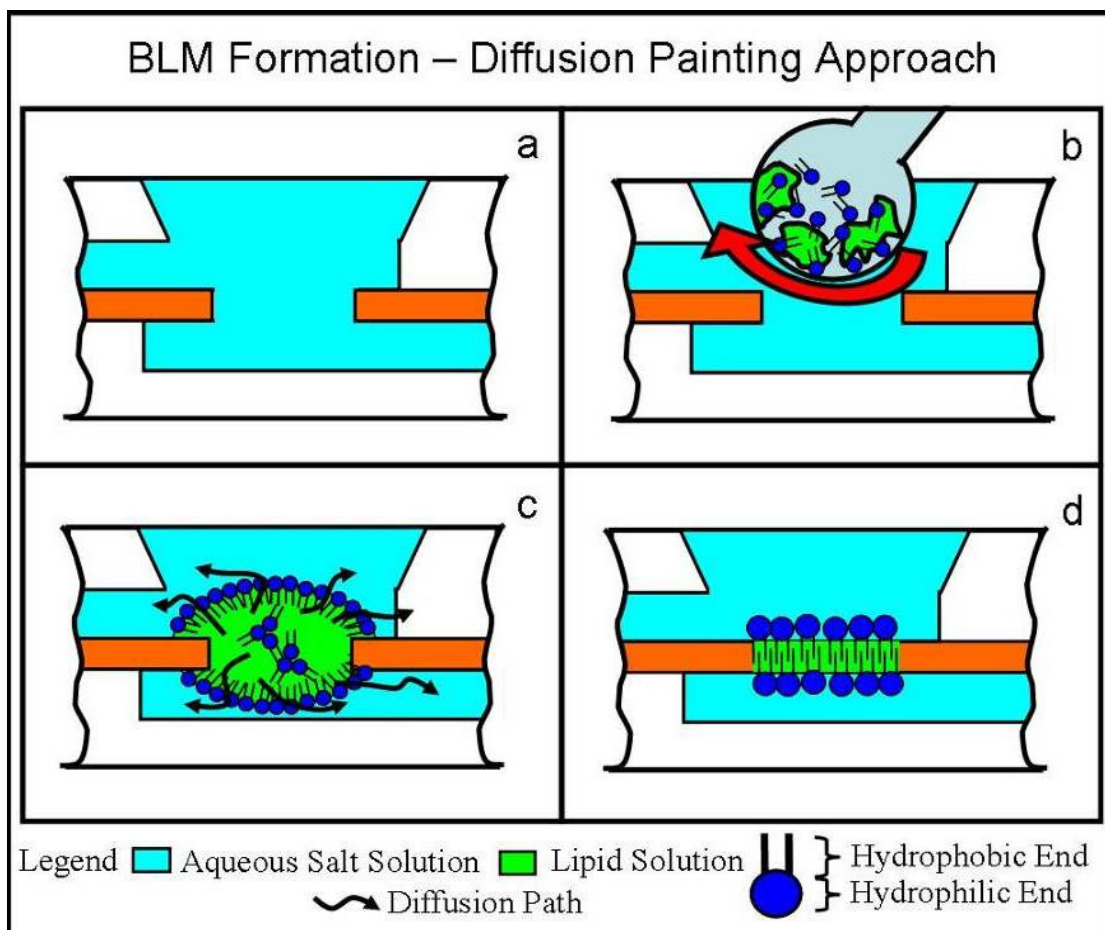 BLM Formation – Diffusion Painting Approach
a
b
c
d
Legend Aqueous Salt Solution Lipid Solution Hydrophobic End
Diffusion Path Hydrophilic End